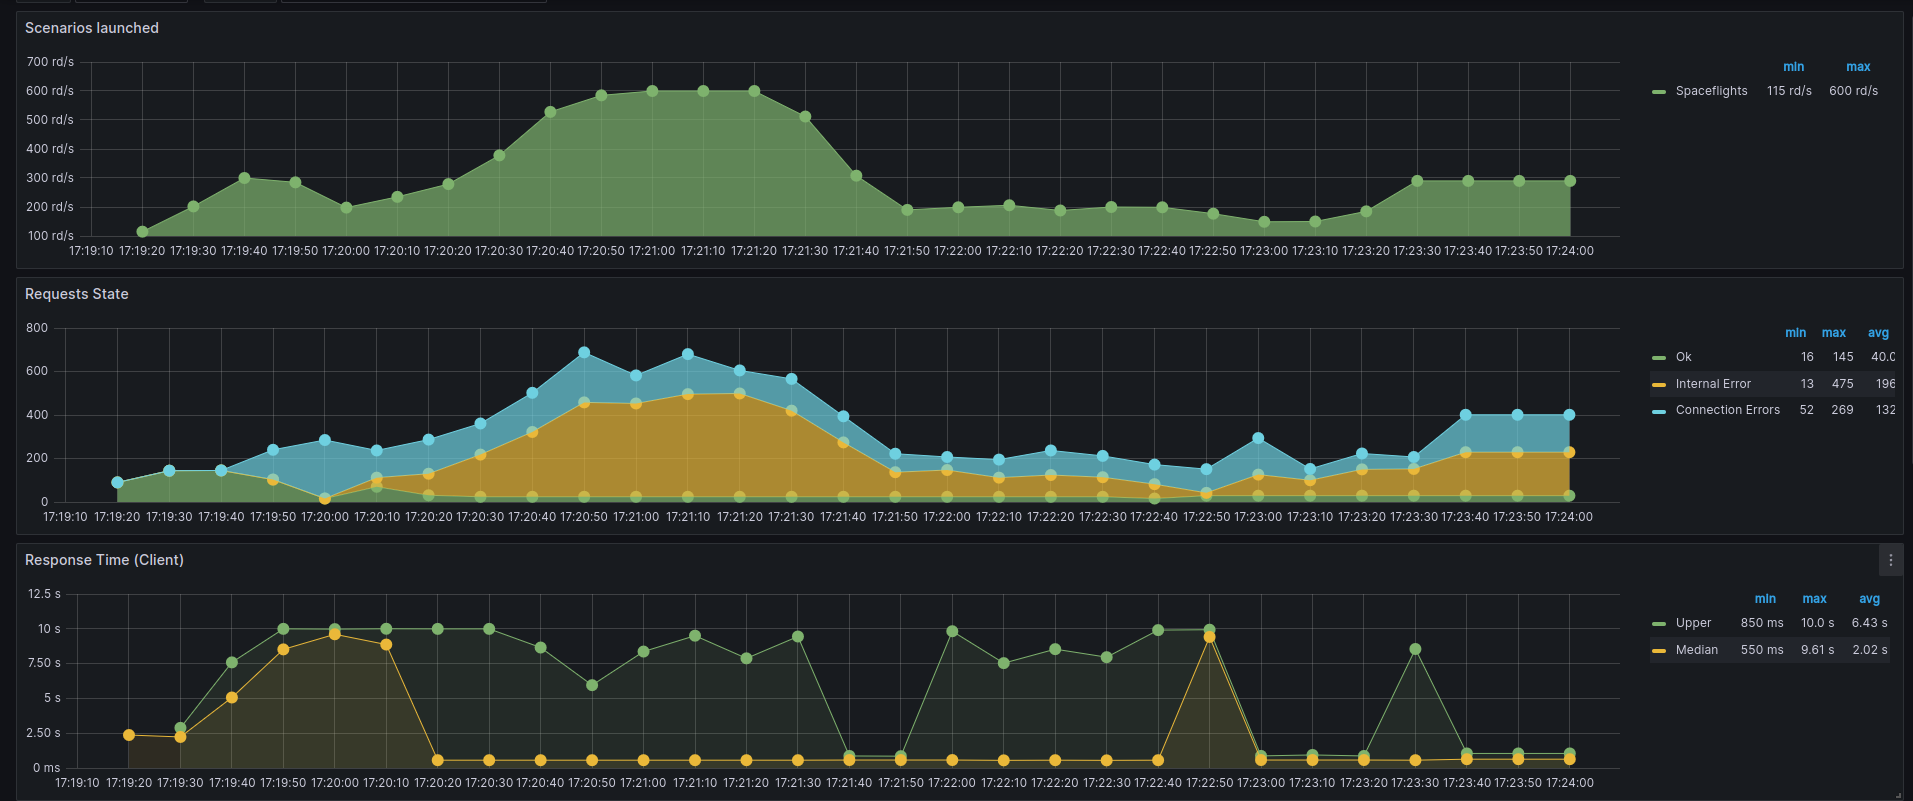 Scenarios launched
700 rd/s
600 rd/s
500 rd/s
400 rd/s
300 rd/s
200 rd/s
100 rd/s
17:19:10 17:19:20 17:19:30 17:19:40 17:19:50 17:20:00 17:20:10 17:20:20 17:20:30 17:20:40 17:20:50 17:21:00 17:21:10 17:21:20 17:21:30 17:21:40 17:21:50 17:22:00 17:22:10 17:22:20 17:22:30 17:22:40 17:22:50 17:23:00 17:23:10 17:23:20 17:23:30 17:23:40 17:23:50 17:24:00
min max
Spaceflights 115 rd/s 600 rd/s
Requests State
800
600
400
200
0
17:19:10 17:19:20 17:19:30 17:19:40 17:19:50 17:20:00 17:20:10 17:20:20 17:20:30 17:20:40 17:20:50 17:21:00 17:21:10 17:21:20 17:21:30 17:21:40 17:21:50 17:22:00 17:22:10 17:22:20 17:22:30 17:22:40 17:22:50 17:23:00 17:23:10 17:23:20 17:23:30 17:23:40 17:23:50 17:24:00
min max avg
Ok 16 145 40.0
Internal Error 13 475 196
Connection Errors 52 269 132
Response Time (Client)
12.5 s
10 s
7.50 s
5 s
2.50 s
0 ms
17:19:10 17:19:20 17:19:30 17:19:40 17:19:50 17:20:00 17:20:10 17:20:20 17:20:30 17:20:40 17:20:50 17:21:00 17:21:10 17:21:20 17:21:30 17:21:40 17:21:50 17:22:00 17:22:10 17:22:20 17:22:30 17:22:40 17:22:50 17:23:00 17:23:10 17:23:20 17:23:30 17:23:40 17:23:50 17:24:00
min max avg
Upper 850 ms 10.0 s 6.43 s
Median 550 ms 9.61 s 2.02 s